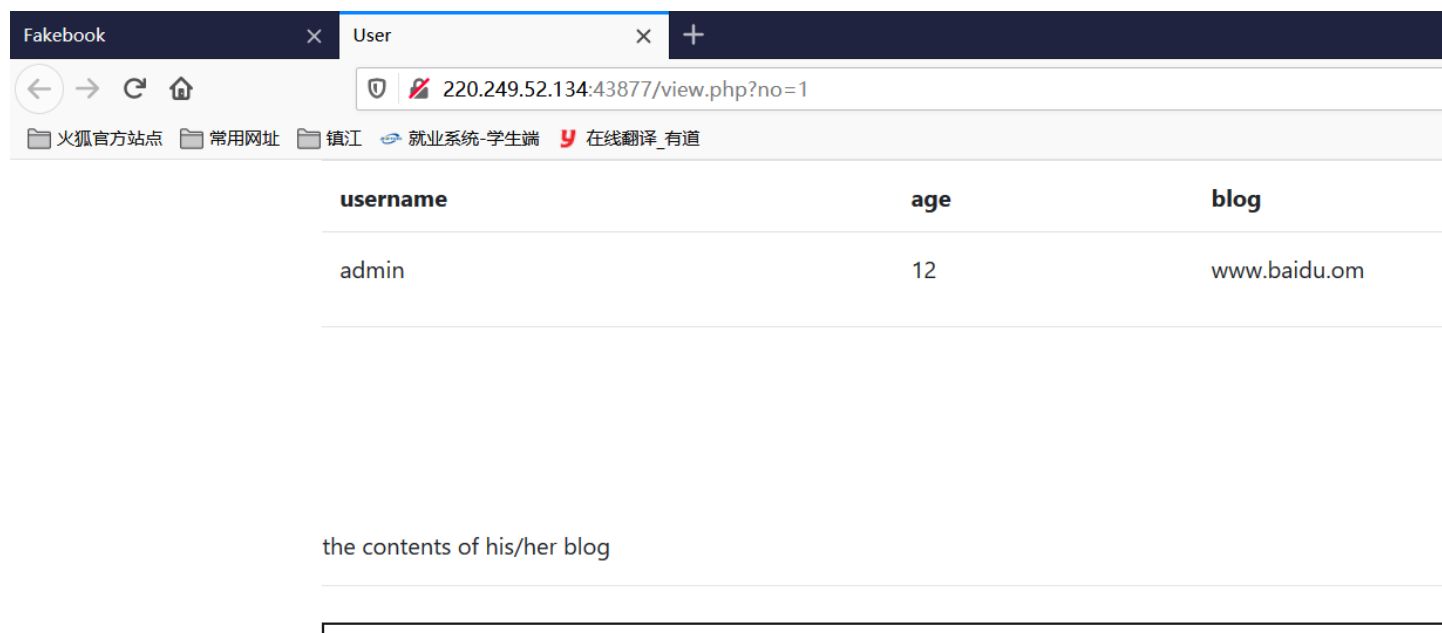 Fakebook User
220.249.52.134:43877/view.php?no=1
火狐官方站点 常用网址 镇江 就业系统-学生端 在线翻译_有道
username age blog
admin 12 www.baidu.om
the contents of his/her blog